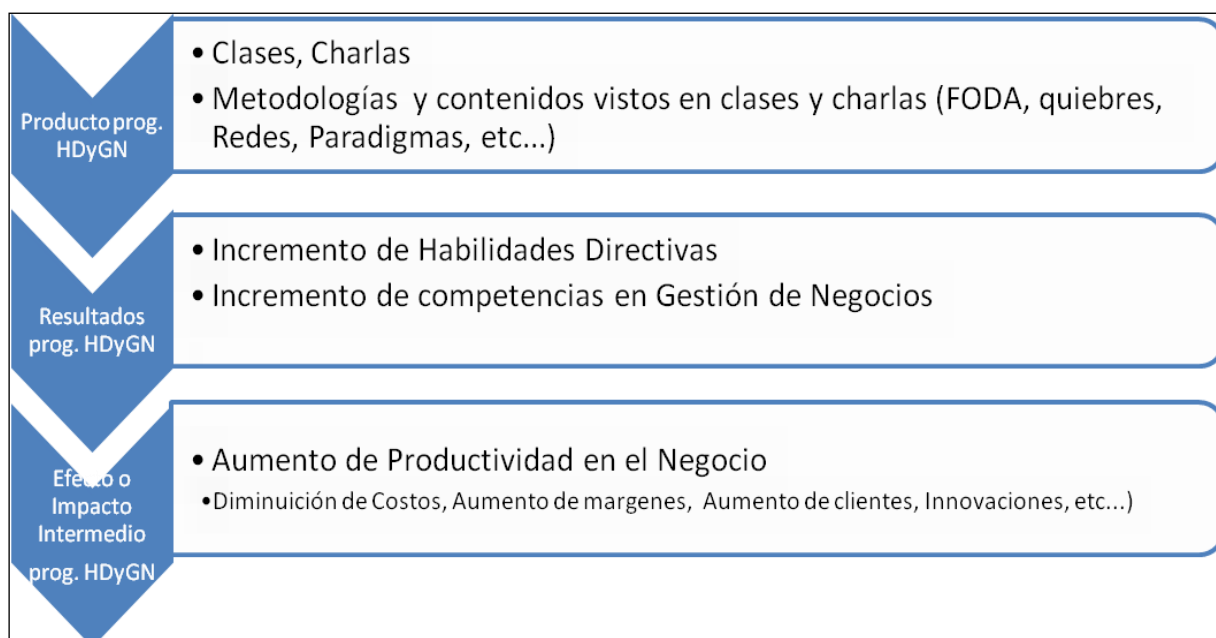 Producto prog.
HDyGN
• Clases, Charlas
• Metodologías y contenidos vistos en clases y charlas (FODA, quiebres,
Redes, Paradigmas, etc...)
Resultados
prog. HDyGN
• Incremento de Habilidades Directivas
• Incremento de competencias en Gestión de Negocios
Efecto o
Impacto
Intermedio
prog. HDyGN
• Aumento de Productividad en el Negocio
• Diminuición de Costos, Aumento de margenes, Aumento de clientes, Innovaciones, etc...)